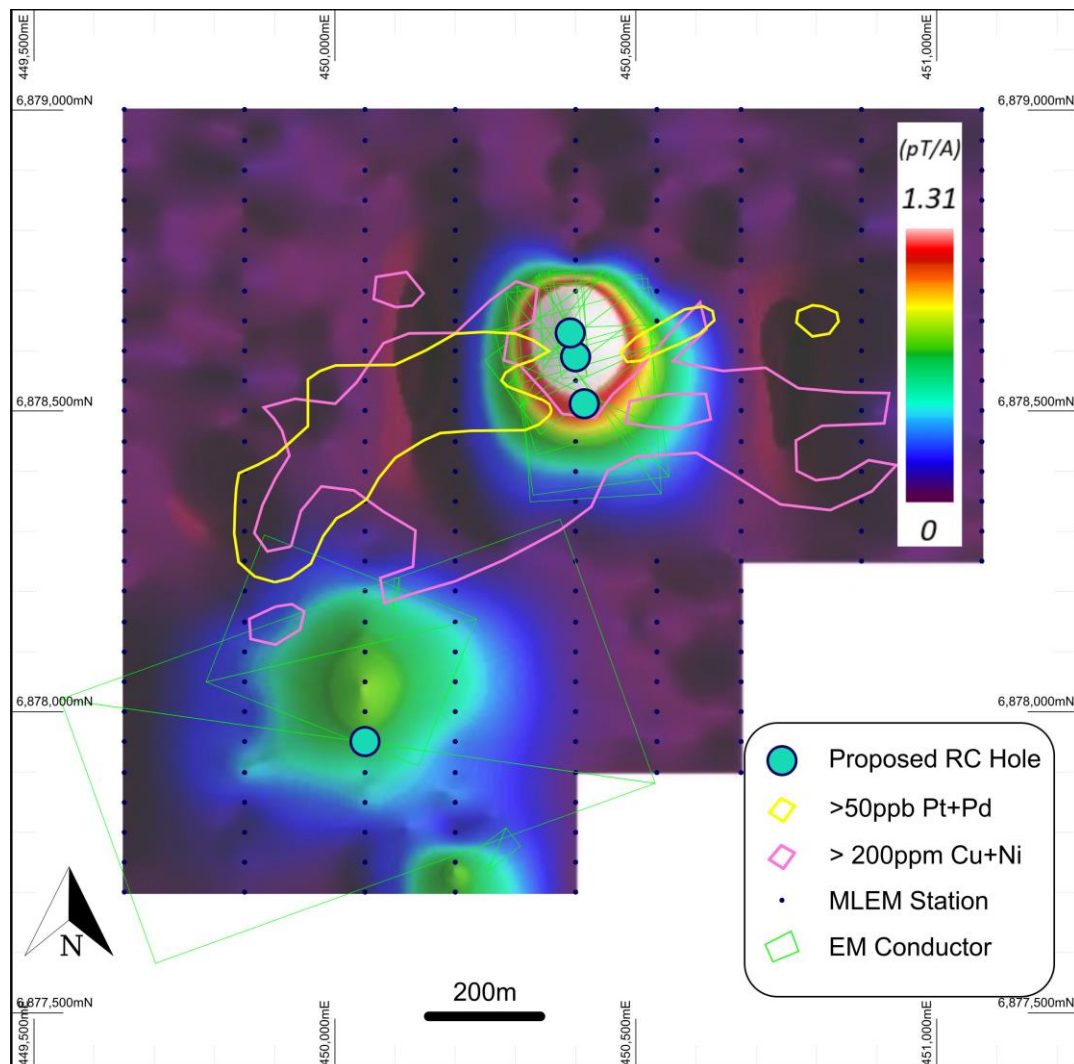 449,500mE
450,000mE
450,500mE
451,000mE
6,879,000mN
6,879,000mN
(pT/A)
1.31
0
6,878,500mN
6,878,500mN
6,878,000mN
6,878,000mN
Proposed RC Hole
>50ppb Pt+Pd
> 200ppm Cu+Ni
MLEM Station
EM Conductor
N
200m
6,877,500mN
6,877,500mN
449,500mE
450,000mE
450,500mE
451,000mE